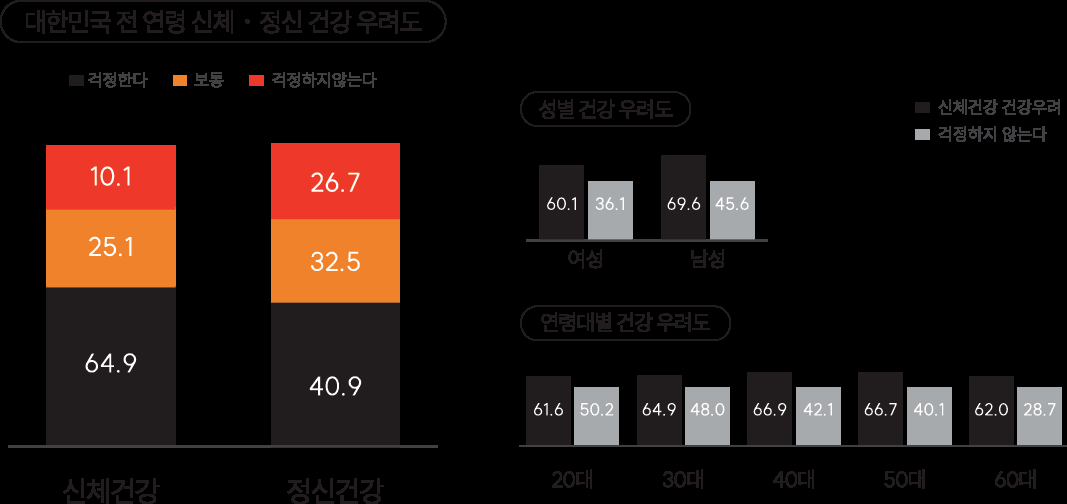 대한민국 전 연령 신체 · 정신 건강 우려도
걱정한다 보통 걱정하지않는다
10.1
25.1
64.9
신체건강
26.7
32.5
40.9
정신건강
성별 건강 우려도
신체건강 건강우려
걱정하지 않는다
60.1 36.1 69.6 45.6
여성 남성
연령대별 건강 우려도
61.6 50.2 64.9 48.0 66.9 42.1 66.7 40.1 62.0 28.7
20대 30대 40대 50대 60대